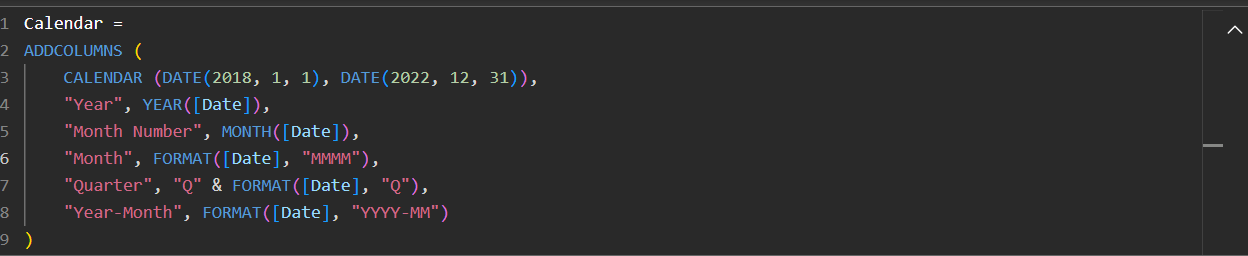 1 Calendar =
2 ADDCOLUMNS (
3 CALENDAR (DATE(2018, 1, 1), DATE(2022, 12, 31)),
4 "Year", YEAR([Date]),
5 "Month Number", MONTH([Date]),
6 "Month", FORMAT([Date], "MMMM"),
7 "Quarter", "Q" & FORMAT([Date], "Q"),
8 "Year-Month", FORMAT([Date], "YYYY-MM")
9 )